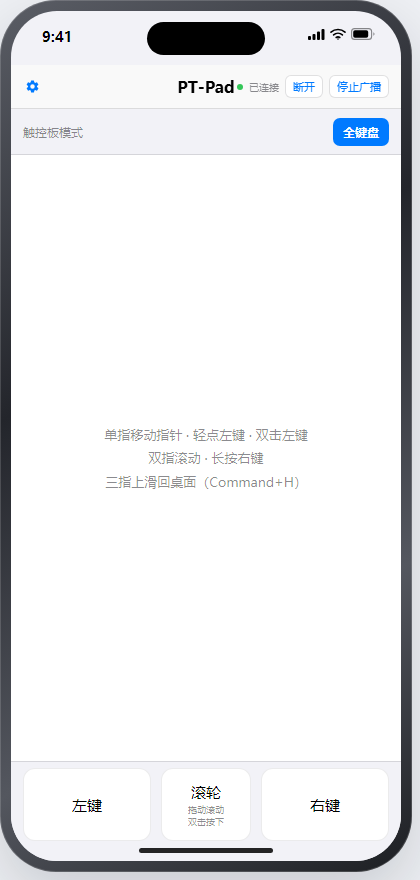 9:41
PT-Pad 已连接 断开 停止广播
触控板模式 全键盘
单指移动指针 · 轻点左键 · 双击左键
双指滚动 · 长按右键
三指上滑回桌面（Command+H）
左键
滚轮
拖动滚动
双击按下
右键